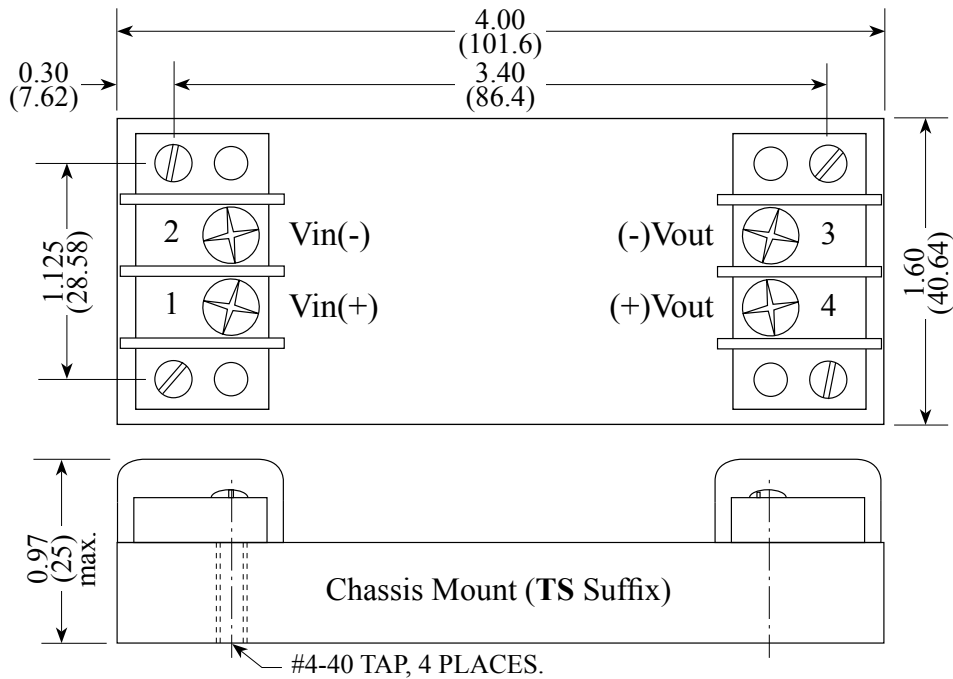 4.00
(101.6)
0.30
(7.62)
3.40
(86.4)
1.125
(28.58)
2 Vin(-) (-)Vout 3
1 Vin(+) (+)Vout 4
1.60
(40.64)
0.97
(25)
max.
Chassis Mount (TS Suffix)
#4-40 TAP, 4 PLACES.